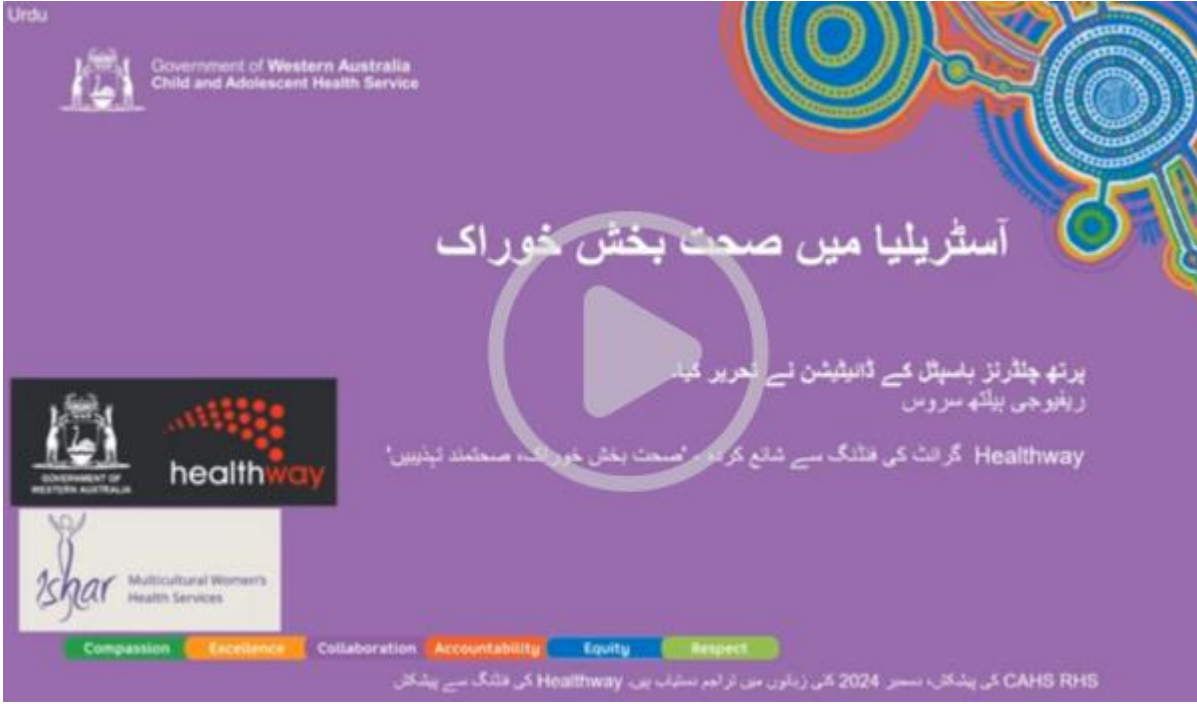 Urdu
Government of Western Australia
Child and Adolescent Health Service
آسٹریلیا میں صحت بخش خوراک
پرتھ چلڈرنز ہاسپٹل کے ڈائیٹیشن نے تحریر کیا۔
ریفیوجی ہیلتھ سروس
Healthway گرانٹ کی فنڈنگ سے شائع کردہ - 'صحت بخش خوراک، صحتمند تہذیبیں'
GOVERNMENT OF
WESTERN AUSTRALIA
healthway
Ishar
Multicultural Women's
Health Services
Compassion Excellence Collaboration Accountability Equity Respect
CAHS RHS کی پیشکش، دسمبر 2024 کئی زبانوں میں تراجم دستیاب ہیں۔ Healthway کی فنڈنگ سے پیشکش